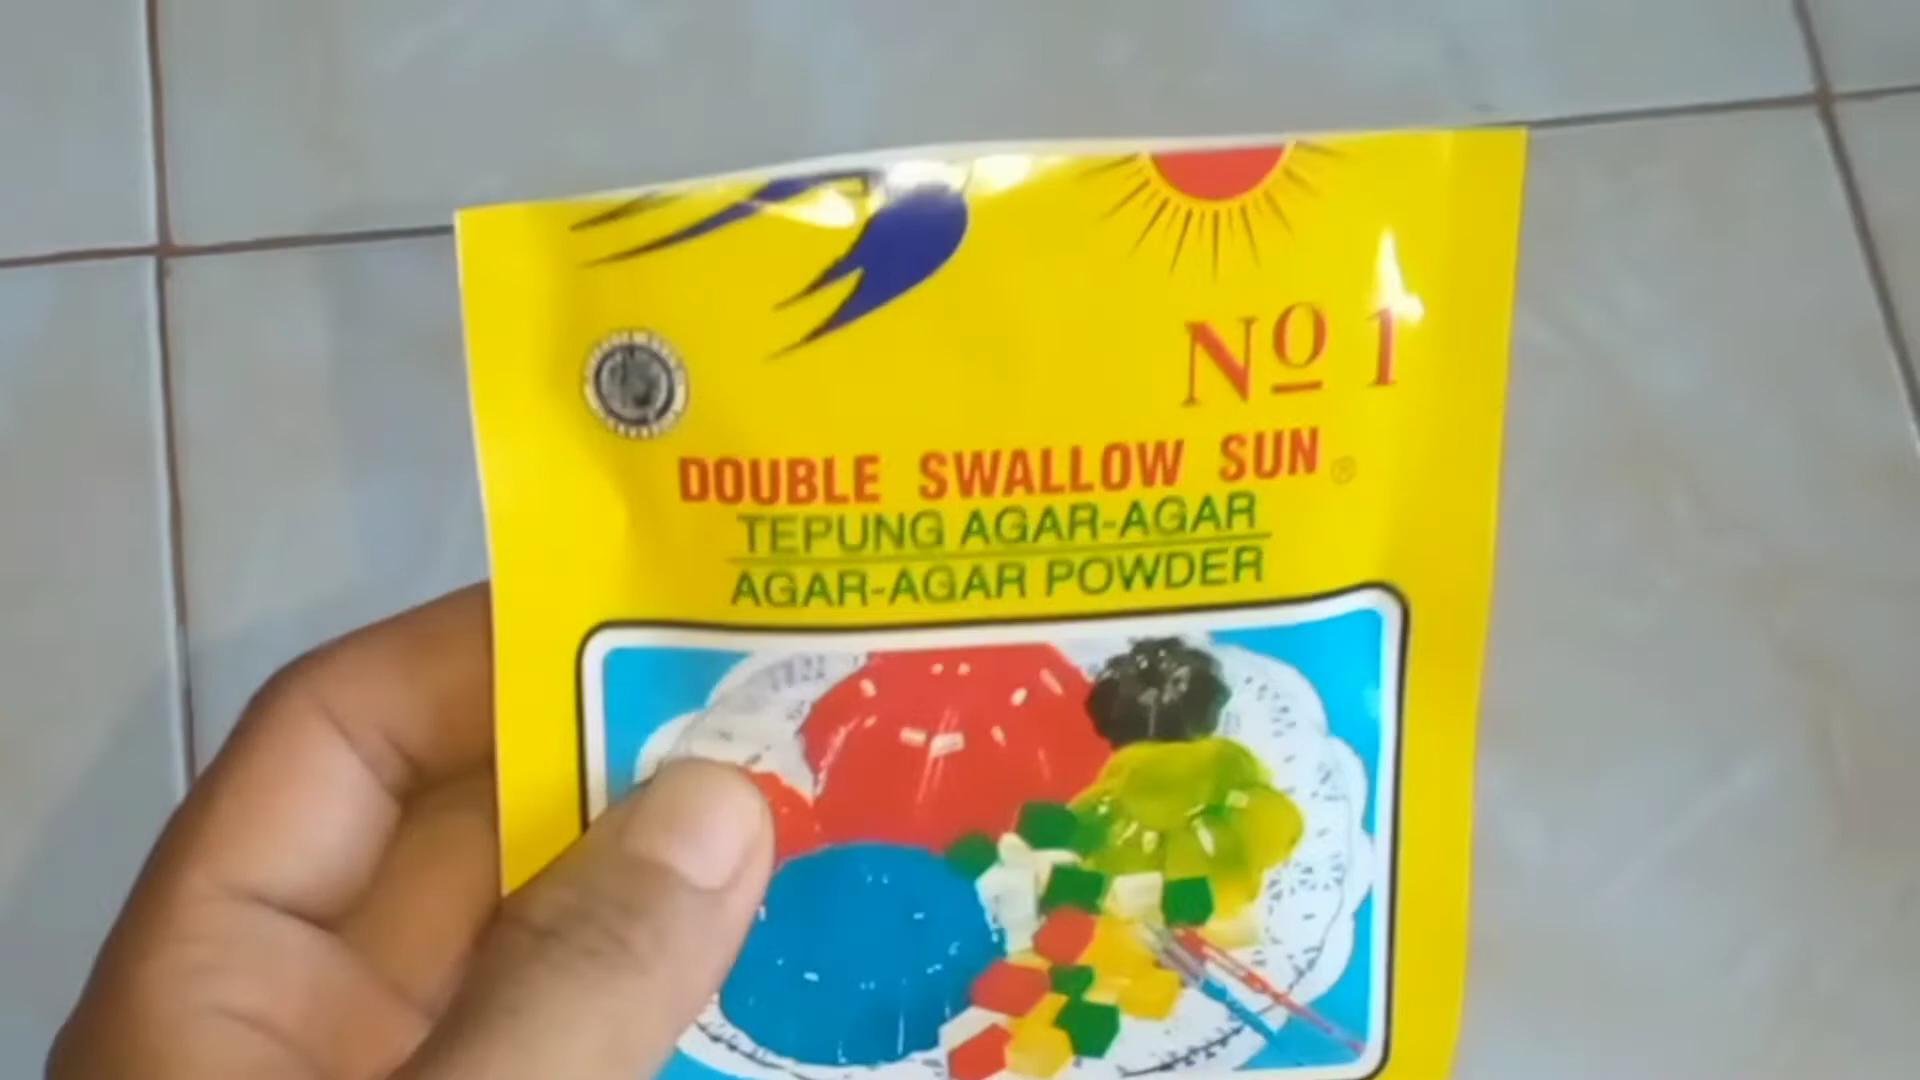 Nº 1
DOUBLE SWALLOW SUN ®
TEPUNG AGAR-AGAR
AGAR-AGAR POWDER